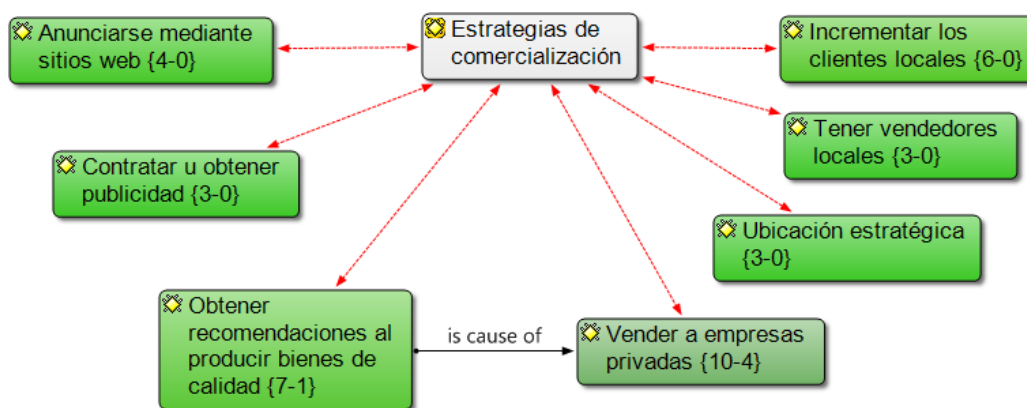 Anunciarse mediante
sitios web {4-0}
Estrategias de
comercialización
Incrementar los
clientes locales {6-0}
Tener vendedores
locales {3-0}
Contratar u obtener
publicidad {3-0}
Ubicación estratégica
{3-0}
Obtener
recomendaciones al
producir bienes de
calidad {7-1}
is cause of
Vender a empresas
privadas {10-4}